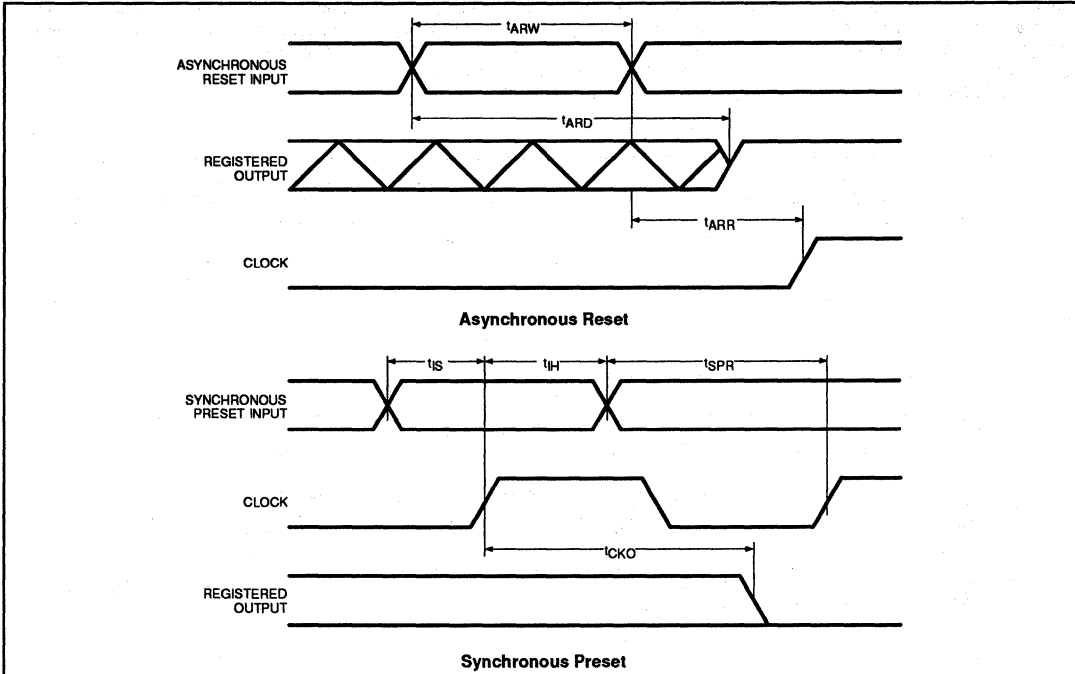 tARW
ASYNCHRONOUS
RESET INPUT
tARD
REGISTERED
OUTPUT
tARR
CLOCK
Asynchronous Reset
tIS
tIH
tSPR
SYNCHRONOUS
PRESET INPUT
CLOCK
tCKO
REGISTERED
OUTPUT
Synchronous Preset